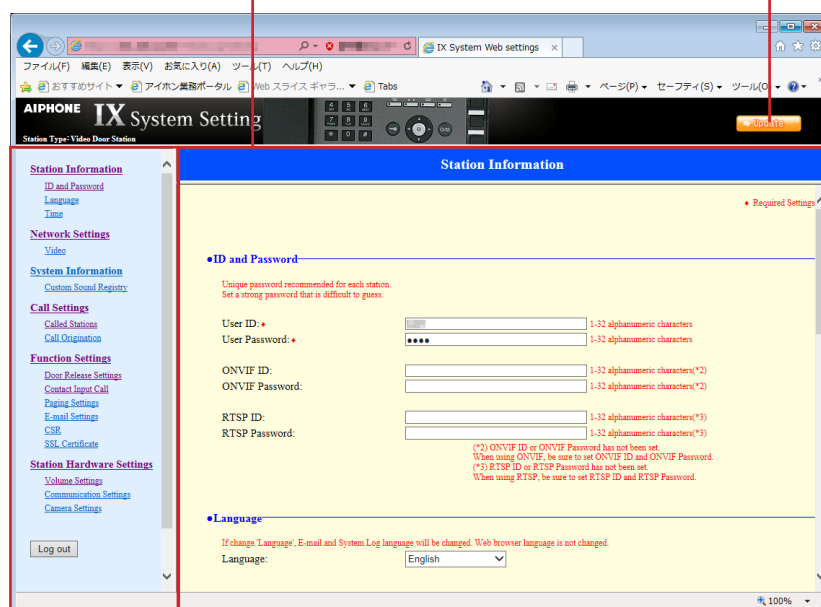 IX System Web settings
ファイル(F) 編集(E) 表示(V) お気に入り(A) ツール(T) ヘルプ(H)
おすすめサイト アイホン業務ポータル Web スライス ギャラ... Tabs ページ(P) セーフティ(S) ツール(O)
AIPHONE IX System Setting
Station Type: Video Door Station
Update
Station Information
ID and Password
Language
Time
Network Settings
Video
System Information
Custom Sound Registry
Call Settings
Called Stations
Call Origination
Function Settings
Door Release Settings
Contact Input Call
Paging Settings
E-mail Settings
CSR
SSL Certificate
Station Hardware Settings
Volume Settings
Communication Settings
Camera Settings
Log out
Station Information
♦ Required Settings
●ID and Password
Unique password recommended for each station.
Set a strong password that is difficult to guess.
User ID:♦ 1-32 alphanumeric characters
User Password:♦ ●●●● 1-32 alphanumeric characters
ONVIF ID: 1-32 alphanumeric characters(*2)
ONVIF Password: 1-32 alphanumeric characters(*2)
RTSP ID: 1-32 alphanumeric characters(*3)
RTSP Password: 1-32 alphanumeric characters(*3)
(*2) ONVIF ID or ONVIF Password has not been set.
When using ONVIF, be sure to set ONVIF ID and ONVIF Password.
(*3) RTSP ID or RTSP Password has not been set.
When using RTSP, be sure to set RTSP ID and RTSP Password.
●Language
If change 'Language', E-mail and System Log language will be changed. Web browser language is not changed.
Language: English
100%